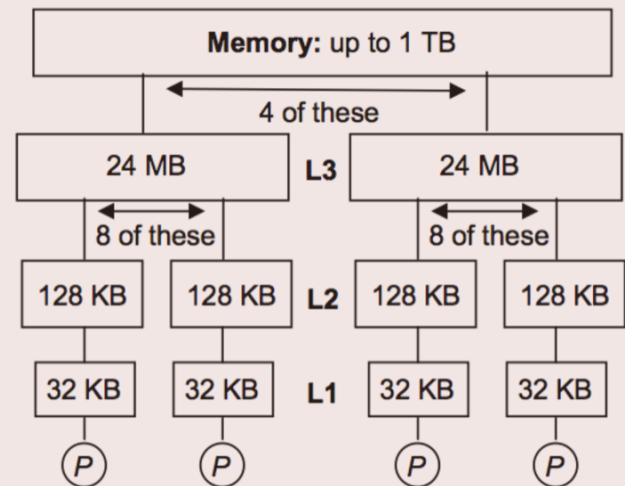 Memory: up to 1 TB
4 of these
24 MB L3 24 MB
8 of these 8 of these
128 KB 128 KB L2 128 KB 128 KB
32 KB 32 KB L1 32 KB 32 KB
P P P P